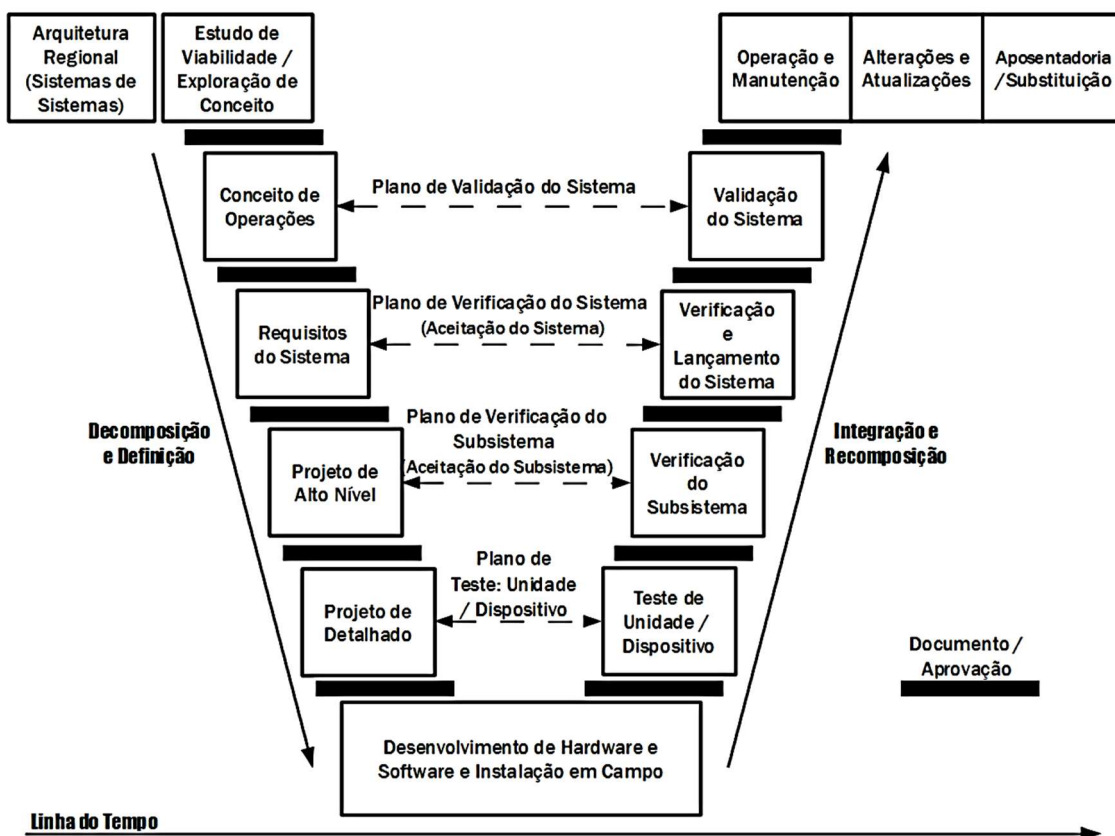 Arquitetura
Regional
(Sistemas de
Sistemas)
Estudo de
Viabilidade /
Exploração de
Conceito
Operação e
Manutenção
Alterações e
Atualizações
Aposentadoria
/Substituição
Conceito de
Operações
Plano de Validação do Sistema
Validação
do Sistema
Requisitos
do Sistema
Plano de Verificação do Sistema
(Aceitação do Sistema)
Verificação
e
Lançamento
do Sistema
Decomposição
e Definição
Projeto de
Alto Nível
Plano de Verificação do
Subsistema
(Aceitação do Subsistema)
Verificação
do
Subsistema
Integração e
Recomposição
Projeto de
Detalhado
Plano de
Teste: Unidade
/ Dispositivo
Teste de
Unidade /
Dispositivo
Documento /
Aprovação
Desenvolvimento de Hardware e
Software e Instalação em Campo
Linha do Tempo